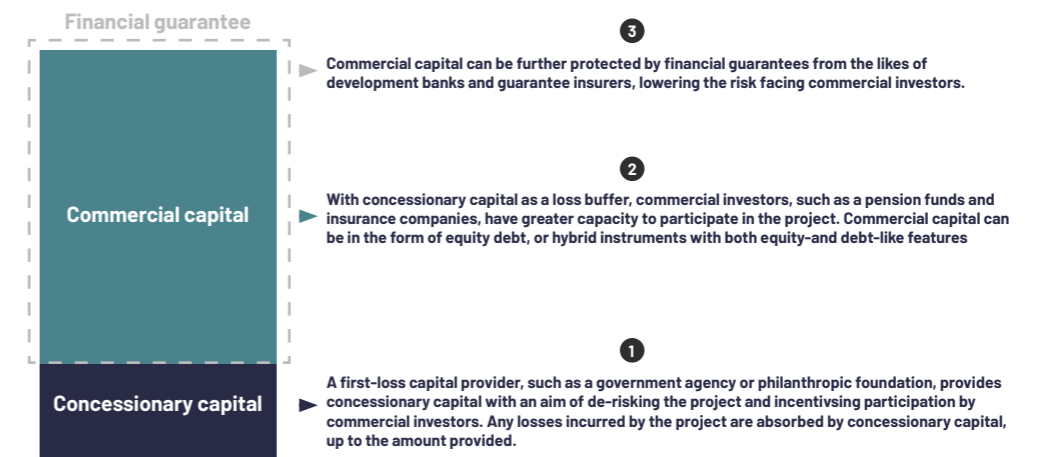 Financial guarantee
3
Commercial capital can be further protected by financial guarantees from the likes of
development banks and guarantee insurers, lowering the risk facing commercial investors.
2
With concessionary capital as a loss buffer, commercial investors, such as a pension funds and
insurance companies, have greater capacity to participate in the project. Commercial capital can
be in the form of equity debt, or hybrid instruments with both equity-and debt-like features
Commercial capital
1
A first-loss capital provider, such as a government agency or philanthropic foundation, provides
concessionary capital with an aim of de-risking the project and incentivsing participation by
commercial investors. Any losses incurred by the project are absorbed by concessionary capital,
up to the amount provided.
Concessionary capital